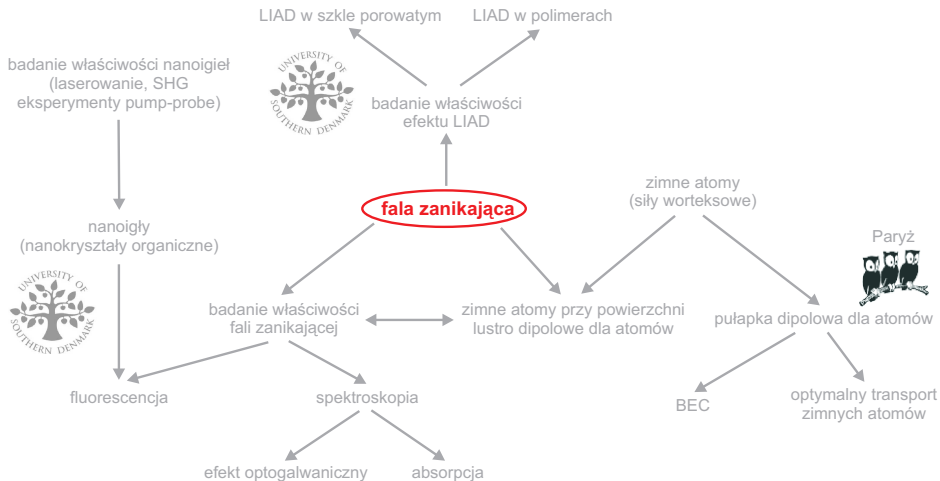 LIAD w szkle porowatym
LIAD w polimerach
badanie właściwości nanoigieł
(laserowanie, SHG
eksperymenty pump-probe)
UNIVERSITY OF
SOUTHERN DENMARK
badanie właściwości
efektu LIAD
fala zanikająca
zimne atomy
(siły worteksowe)
nanoigły
(nanokryształy organiczne)
Paryż
UNIVERSITY OF
SOUTHERN DENMARK
badanie właściwości
fali zanikającej
zimne atomy przy powierzchni
lustro dipolowe dla atomów
pułapka dipolowa dla atomów
fluorescencja
spektroskopia
BEC
optymalny transport
zimnych atomów
efekt optogalwaniczny
absorpcja